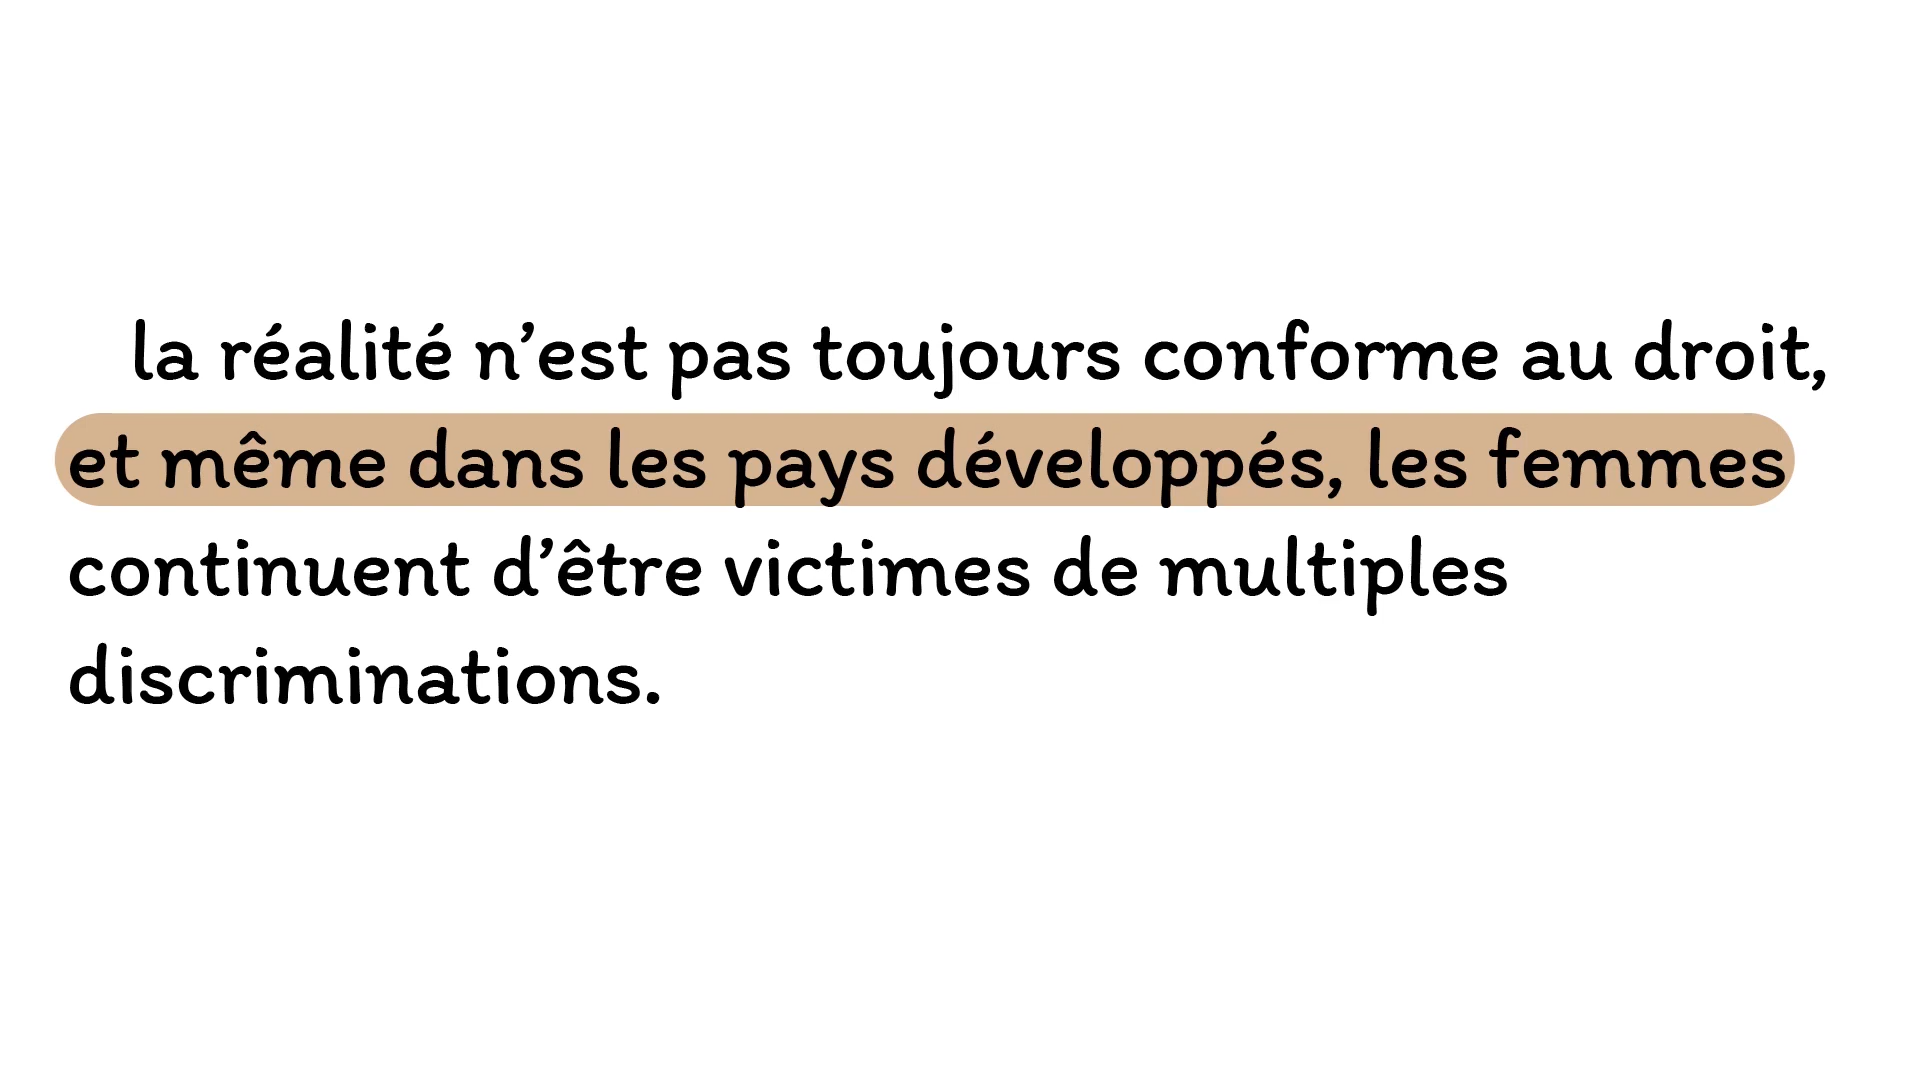 la réalité n’est pas toujours conforme au droit,
et même dans les pays développés, les femmes
continuent d’être victimes de multiples
discriminations.